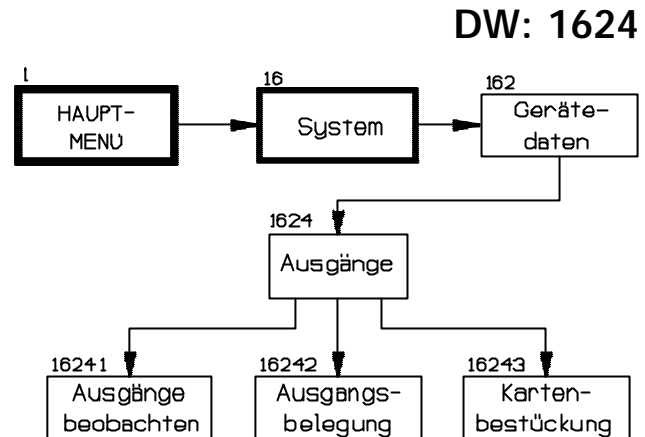 DW: 1624
1
HAUPT-
MENÜ
16
System
162
Geräte-
daten
1624
Ausgänge
16241
Ausgänge
beobachten
16242
Ausgangs-
belegung
16243
Karten-
bestückung